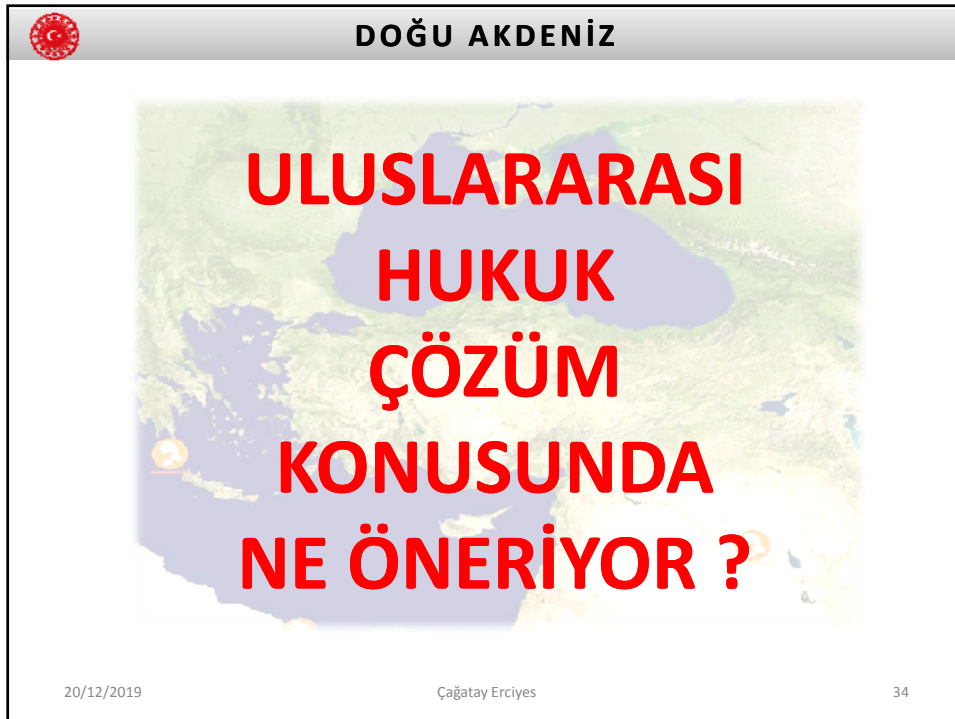 DOĞU AKDENİZ
ULUSLARARASI
HUKUK
ÇÖZÜM
KONUSUNDA
NE ÖNERİYOR ?
20/12/2019
Çağatay Erciyes
34